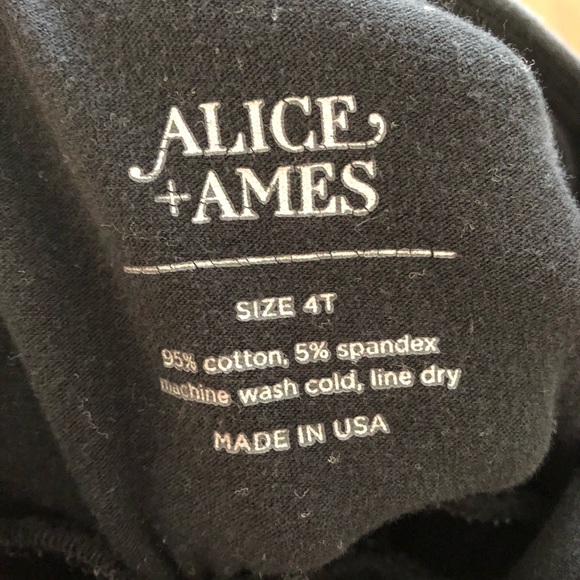 ALICE
+AMES
SIZE 4T
95% cotton, 5% spandex
machine wash cold, line dry
MADE IN USA